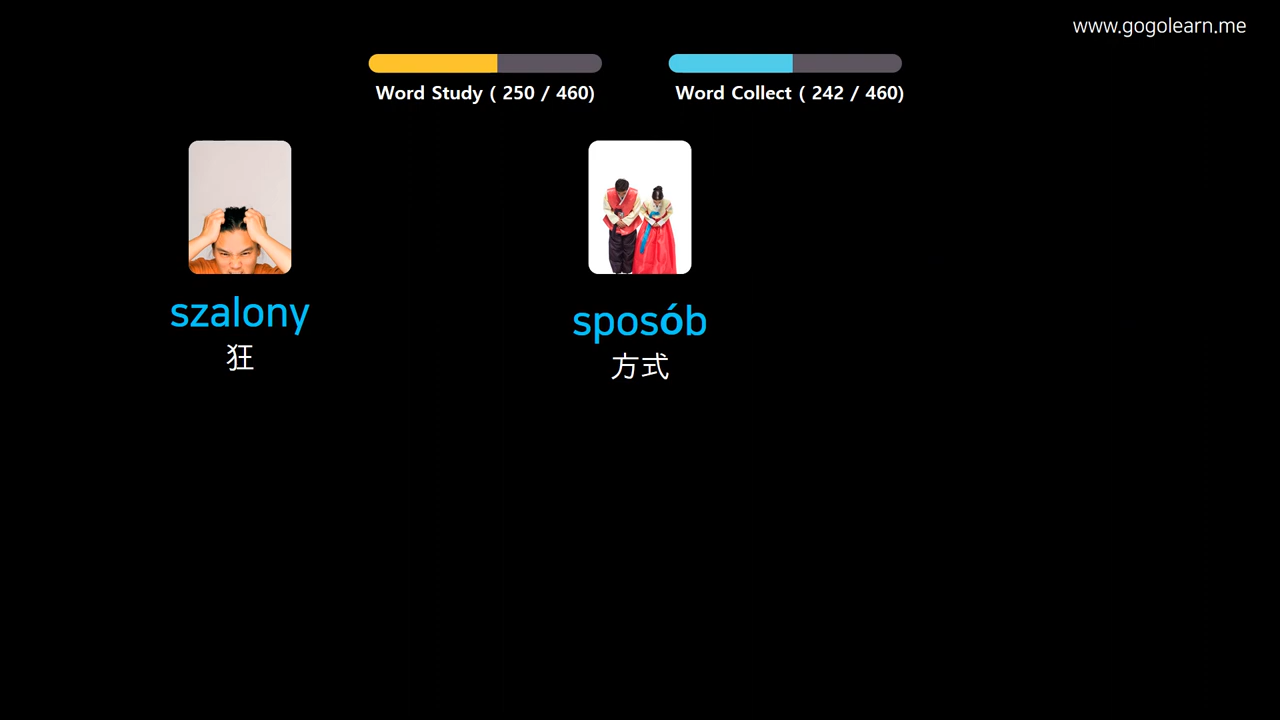 www.gogolearn.me
Word Study ( 250 / 460)
Word Collect ( 242 / 460)
szalony
狂
sposób
方式